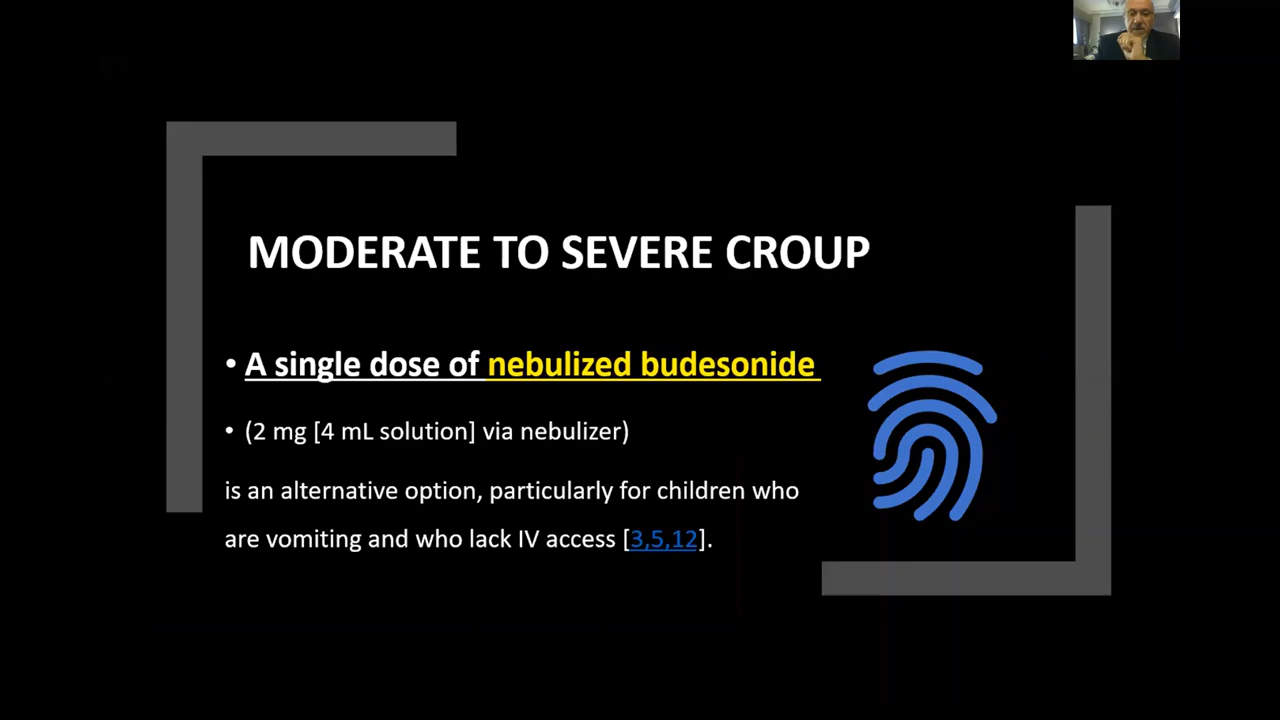 MODERATE TO SEVERE CROUP
• A single dose of nebulized budesonide
• (2 mg [4 mL solution] via nebulizer)
is an alternative option, particularly for children who
are vomiting and who lack IV access [3,5,12].